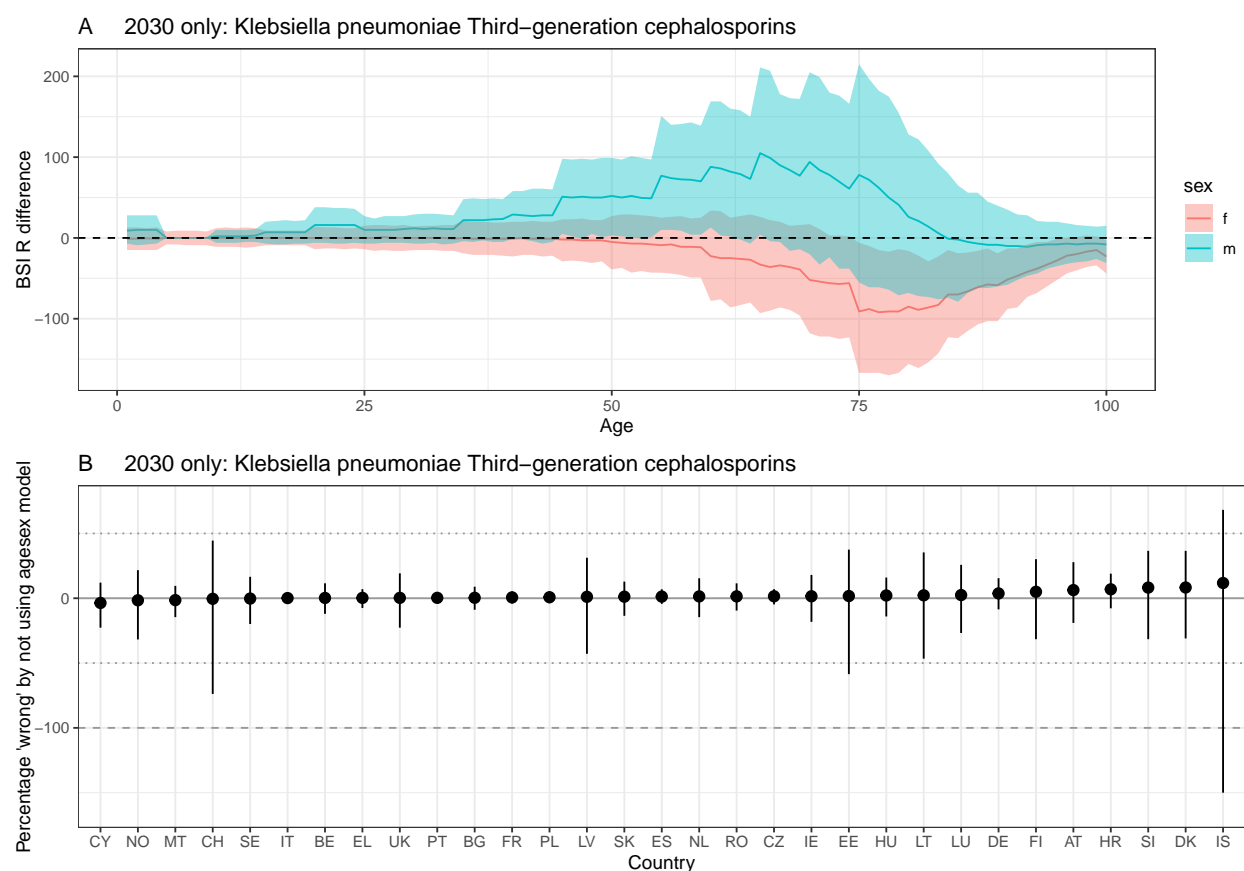 A 2030 only: Klebsiella pneumoniae Third−generation cephalosporins
BSI R difference
200
100
0
−100
0 25 50 75 100
Age
sex
f
m
B 2030 only: Klebsiella pneumoniae Third−generation cephalosporins
Percentage 'wrong' by not using agesex model
0
−100
CY NO MT CH SE IT BE EL UK PT BG FR PL LV SK ES NL RO CZ IE EE HU LT LU DE FI AT HR SI DK IS
Country